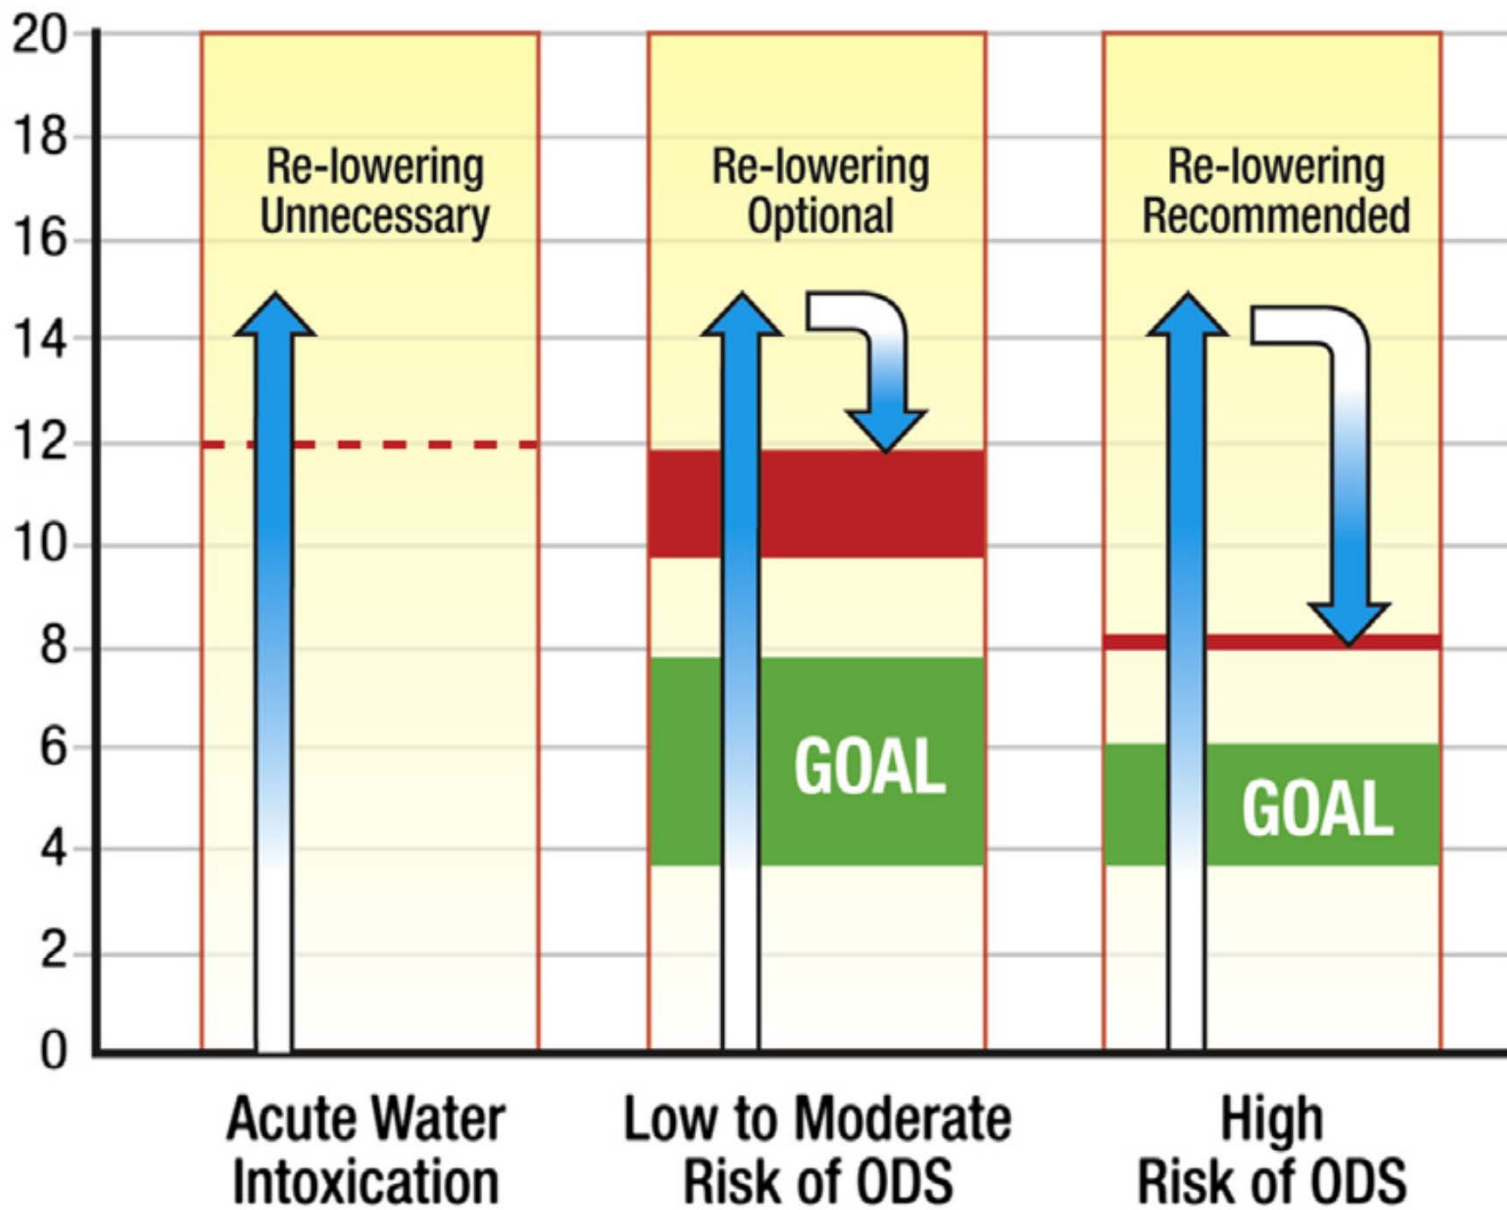 20
18
16
14
12
10
8
6
4
2
0
Re-lowering
Unnecessary
Re-lowering
Optional
Re-lowering
Recommended
GOAL
GOAL
Acute Water
Intoxication
Low to Moderate
Risk of ODS
High
Risk of ODS